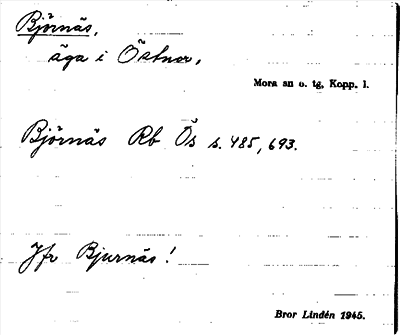 Björnäs,
äga i Östnor,
Mora sn o. tg, Kopp. l.
Björnäs Rb Ös s. 485, 693.
Jfr Bjurnäs!
Bror Lindén 1945.